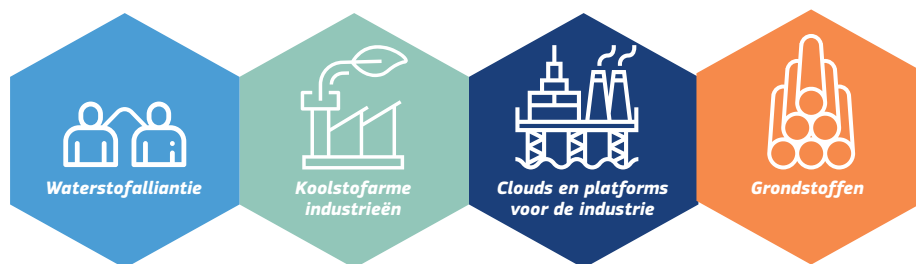 Waterstofalliantie
Koolstofarme
industrieën
Clouds en platforms
voor de industrie
Grondstoffen